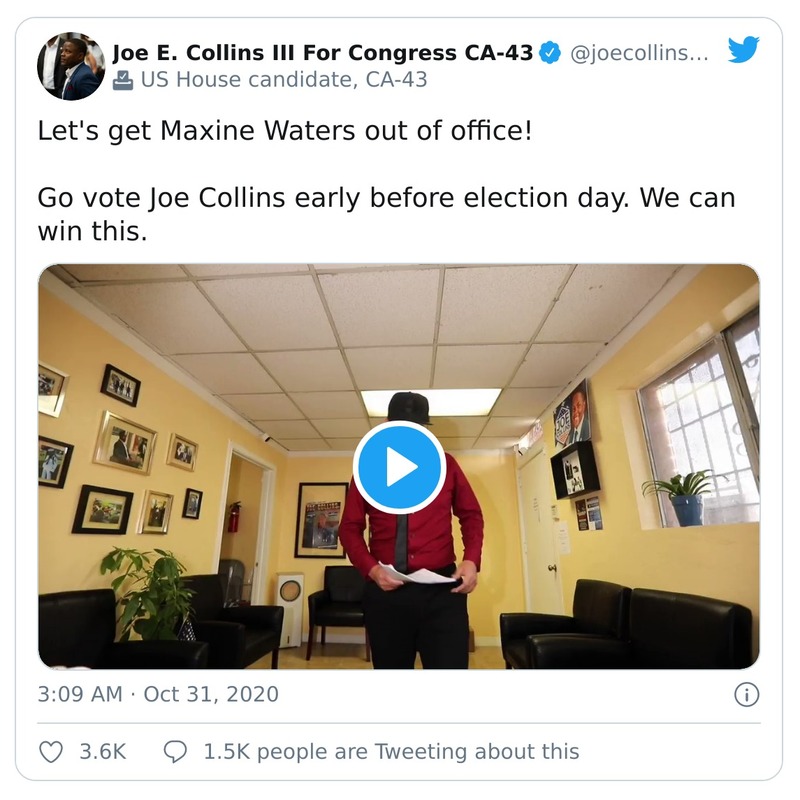 Joe E. Collins III For Congress CA-43 @joecollins...
US House candidate, CA-43
Let's get Maxine Waters out of office!
Go vote Joe Collins early before election day. We can
win this.
JOE
3:09 AM · Oct 31, 2020
3.6K 1.5K people are Tweeting about this